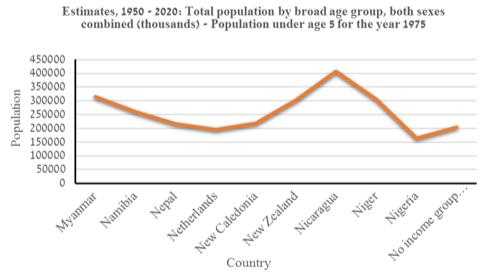 Estimates, 1950 - 2020: Total population by broad age group, both sexes
combined (thousands) - Population under age 5 for the year 1975
450000
400000
350000
300000
250000
200000
150000
100000
50000
0
Population
Myanmar
Namibia
Nepal
Netherlands
New Caledonia
New Zealand
Nicaragua
Niger
Nigeria
No income group…
Country